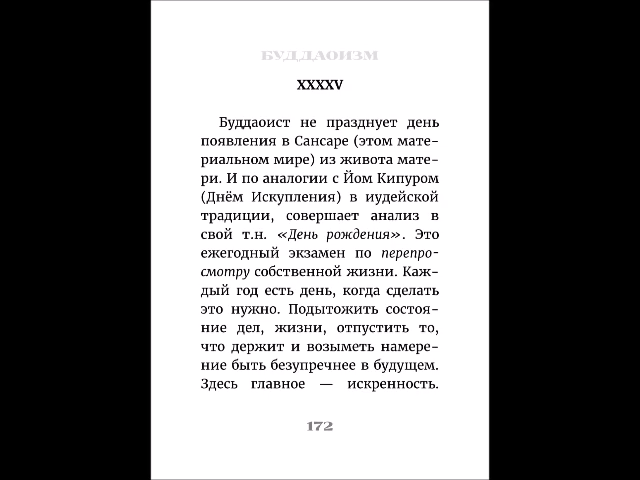 БУДДАОИЗМ
XXXXV
Буддаоист не празднует день
появления в Сансаре (этом мате-
риальном мире) из живота мате-
ри. И по аналогии с Йом Кипуром
(Днём Искупления) в иудейской
традиции, совершает анализ в
свой т.н. «День рождения». Это
ежегодный экзамен по перепро-
смотру собственной жизни. Каж-
дый год есть день, когда сделать
это нужно. Подытожить состоя-
ние дел, жизни, отпустить то,
что держит и возыметь намере-
ние быть безупречнее в будущем.
Здесь главное — искренность.
172